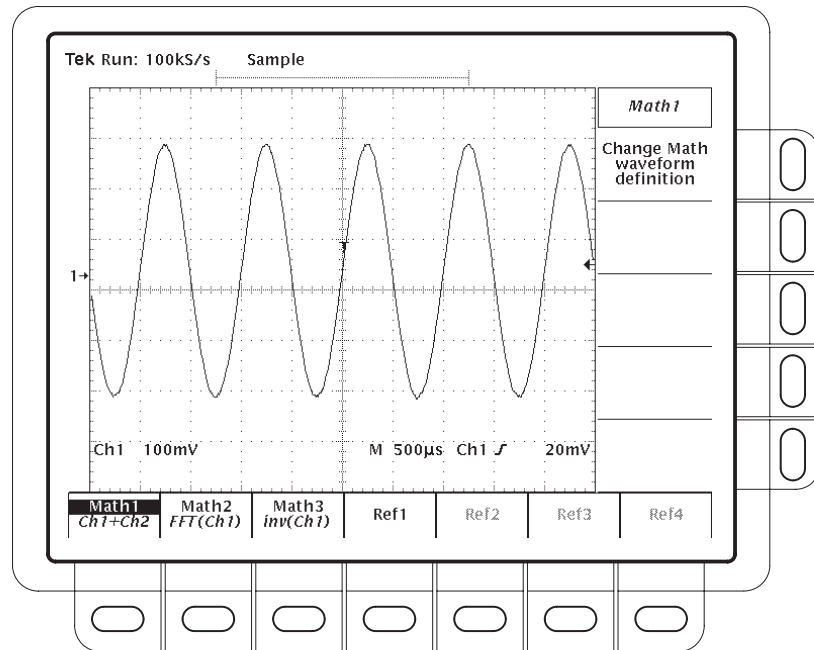 Tek Run: 100kS/s Sample
Math1
Change Math
waveform
definition
T
1→
Ch1 100mV M 500µs Ch1 20mV
Math1 Math2 Math3 Ref1 Ref2 Ref3 Ref4
Ch1+Ch2 FFT(Ch1) inv(Ch1)